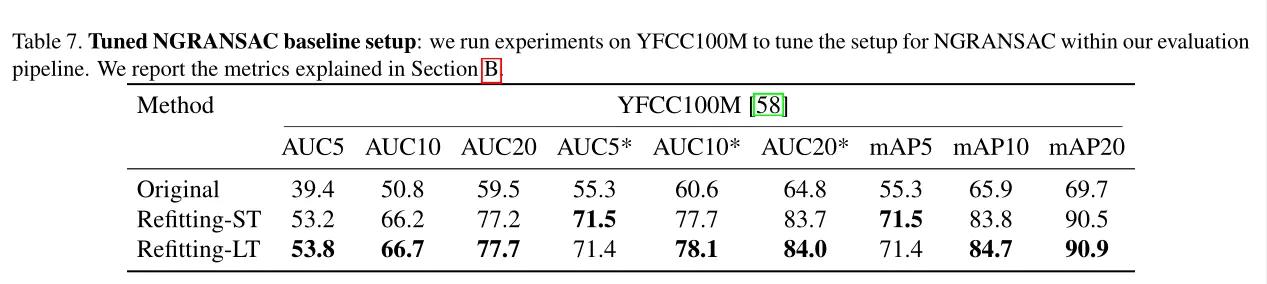 Table 7. Tuned NGRANSAC baseline setup: we run experiments on YFCC100M to tune the setup for NGRANSAC within our evaluation
pipeline. We report the metrics explained in Section B.
Method YFCC100M [58]
AUC5 AUC10 AUC20 AUC5* AUC10* AUC20* mAP5 mAP10 mAP20
Original 39.4 50.8 59.5 55.3 60.6 64.8 55.3 65.9 69.7
Refitting-ST 53.2 66.2 77.2 71.5 77.7 83.7 71.5 83.8 90.5
Refitting-LT 53.8 66.7 77.7 71.4 78.1 84.0 71.4 84.7 90.9